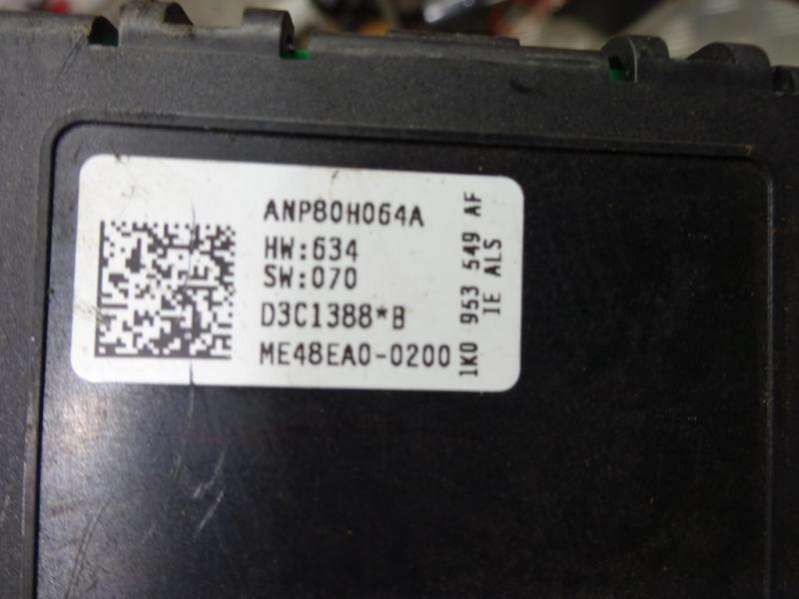 ANP80H064A
HW:634
SW:070
D3C1388*B
ME48EA0-0200
1K0 953 549 AF
IE ALS